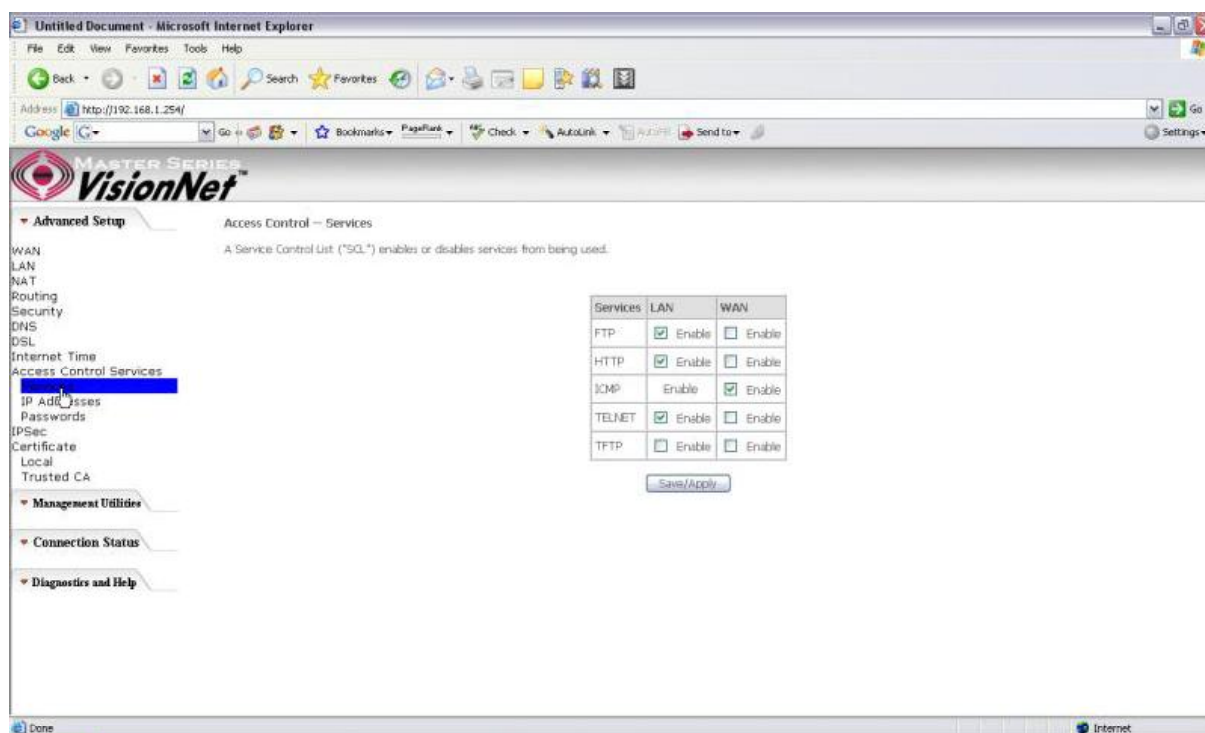 Untitled Document - Microsoft Internet Explorer
File Edit View Favorites Tools Help
Back Search Favorites
Address http://192.168.1.254/ Go
Google G Go Bookmarks PageRank Check AutoLink AutoFill Send to Settings
MASTER SERIES
VisionNet™
Advanced Setup
Access Control -- Services
A Service Control List ("SCL") enables or disables services from being used.
WAN
LAN
NAT
Routing
Security
DNS
DSL
Internet Time
Access Control Services
Services
IP Addresses
Passwords
IPSec
Certificate
Local
Trusted CA
Management Utilities
Connection Status
Diagnostics and Help
Services LAN WAN
FTP Enable Enable
HTTP Enable Enable
ICMP Enable Enable
TELNET Enable Enable
TFTP Enable Enable
Save/Apply
Done Internet